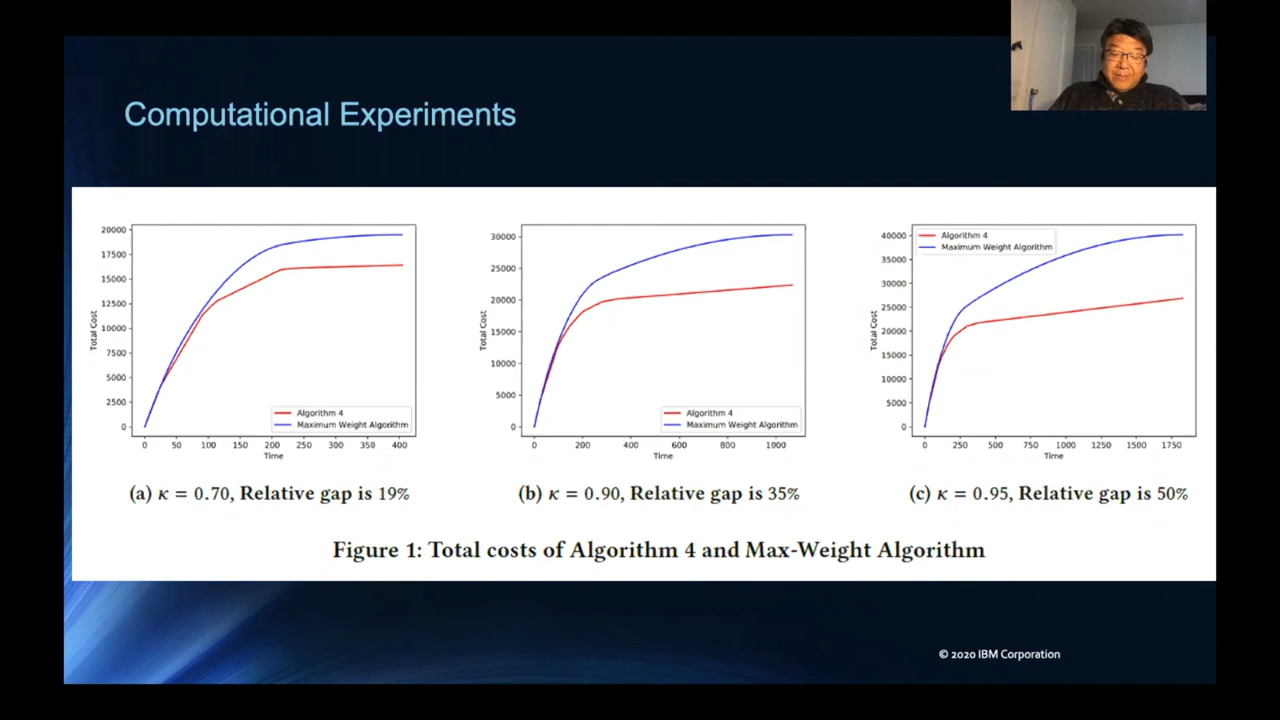 Computational Experiments
20000
17500
15000
12500
10000
7500
5000
2500
0
Total Cost
0 50 100 150 200 250 300 350 400
Time
Algorithm 4
Maximum Weight Algorithm
30000
25000
20000
15000
10000
5000
0
Total Cost
0 200 400 600 800 1000
Time
Algorithm 4
Maximum Weight Algorithm
40000
35000
30000
25000
20000
15000
10000
5000
0
Total Cost
0 250 500 750 1000 1250 1500 1750
Time
Algorithm 4
Maximum Weight Algorithm
(a) κ = 0.70, Relative gap is 19%
(b) κ = 0.90, Relative gap is 35%
(c) κ = 0.95, Relative gap is 50%
Figure 1: Total costs of Algorithm 4 and Max-Weight Algorithm
© 2020 IBM Corporation